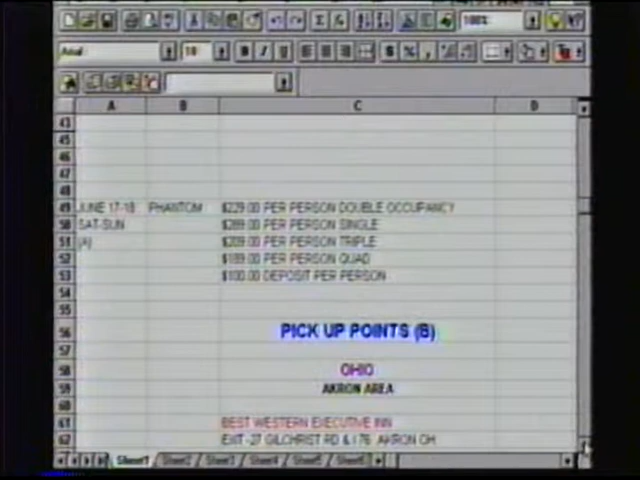 100%
Arial
10
B I U
$ % ,
A B C D
43
45
46
47
48
49 JUNE 17-18 PHANTOM $229.00 PER PERSON DOUBLE OCCUPANCY
50 SAT-SUN $289.00 PER PERSON SINGLE
51 (A) $209.00 PER PERSON TRIPLE
52 $189.00 PER PERSON QUAD
53 $100.00 DEPOSIT PER PERSON
54
55
56 PICK UP POINTS (B)
57
58 OHIO
59 AKRON AREA
60
61 BEST WESTERN EXECUTIVE INN
62 EXIT -27 GILCHRIST RD & I 76 AKRON OH
Sheet1 Sheet2 Sheet3 Sheet4 Sheet5 Sheet6